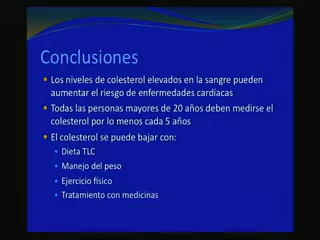 Conclusiones
Los niveles de colesterol elevados en la sangre pueden
aumentar el riesgo de enfermedades cardíacas
Todas las personas mayores de 20 años deben medirse el
colesterol por lo menos cada 5 años
El colesterol se puede bajar con:
Dieta TLC
Manejo del peso
Ejercicio físico
Tratamiento con medicinas